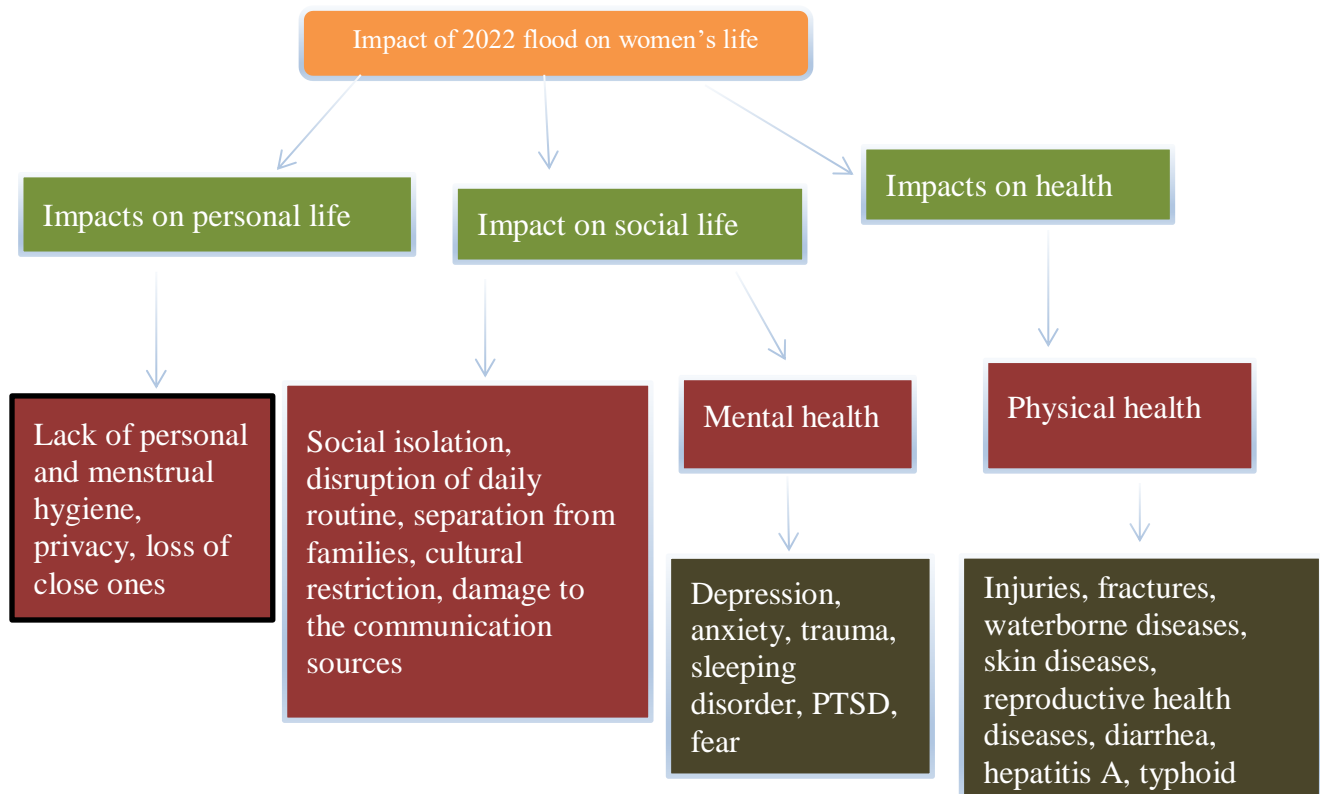 Impact of 2022 flood on women’s life
Impacts on personal life
Impact on social life
Impacts on health
Lack of personal
and menstrual
hygiene,
privacy, loss of
close ones
Social isolation,
disruption of daily
routine, separation from
families, cultural
restriction, damage to
the communication
sources
Mental health
Physical health
Depression,
anxiety, trauma,
sleeping
disorder, PTSD,
fear
Injuries, fractures,
waterborne diseases,
skin diseases,
reproductive health
diseases, diarrhea,
hepatitis A, typhoid